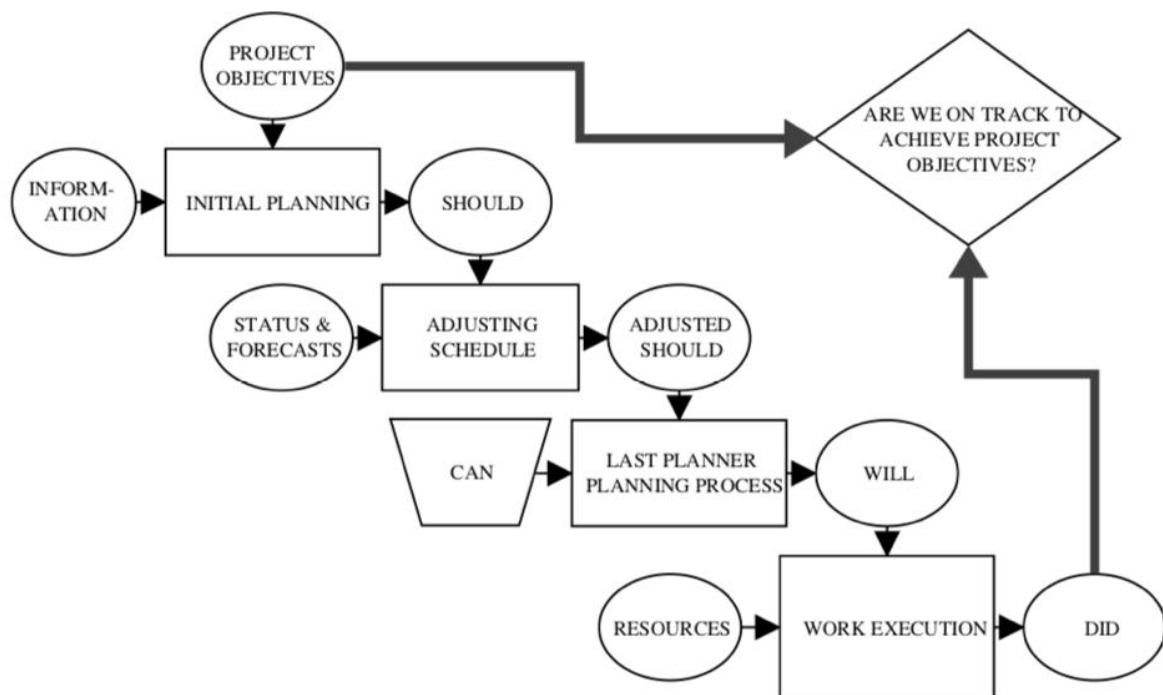 PROJECT
OBJECTIVES
ARE WE ON TRACK TO
ACHIEVE PROJECT
OBJECTIVES?
INFORM-
ATION
INITIAL PLANNING
SHOULD
STATUS &
FORECASTS
ADJUSTING
SCHEDULE
ADJUSTED
SHOULD
CAN
LAST PLANNER
PLANNING PROCESS
WILL
RESOURCES
WORK EXECUTION
DID